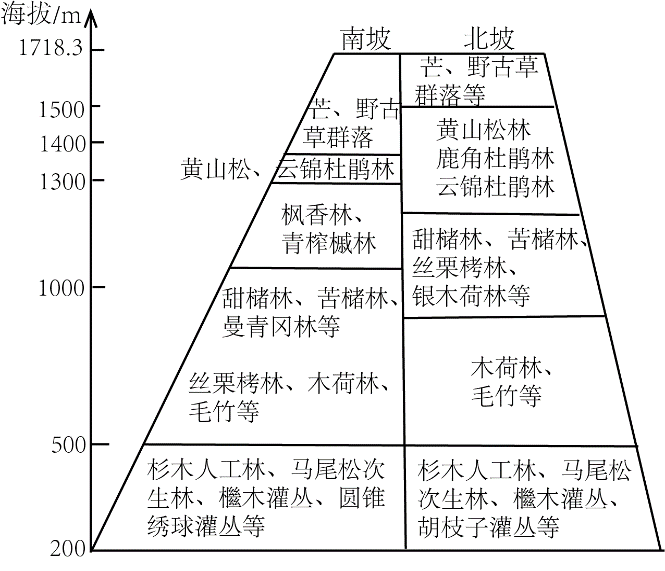 海拔/m
1718.3
1500
1400
1300
1000
500
200
南坡
芒、野古
草群落
黄山松、云锦杜鹃林
枫香林、
青榨槭林
甜槠林、苦槠林、
曼青冈林等
丝栗栲林、木荷林、
毛竹等
杉木人工林、马尾松次
生林、檵木灌丛、圆锥
绣球灌丛等
北坡
芒、野古草
群落等
黄山松林
鹿角杜鹃林
云锦杜鹃林
甜槠林、苦槠林、
丝栗栲林、
银木荷林等
木荷林、
毛竹等
杉木人工林、马尾松
次生林、檵木灌丛、
胡枝子灌丛等